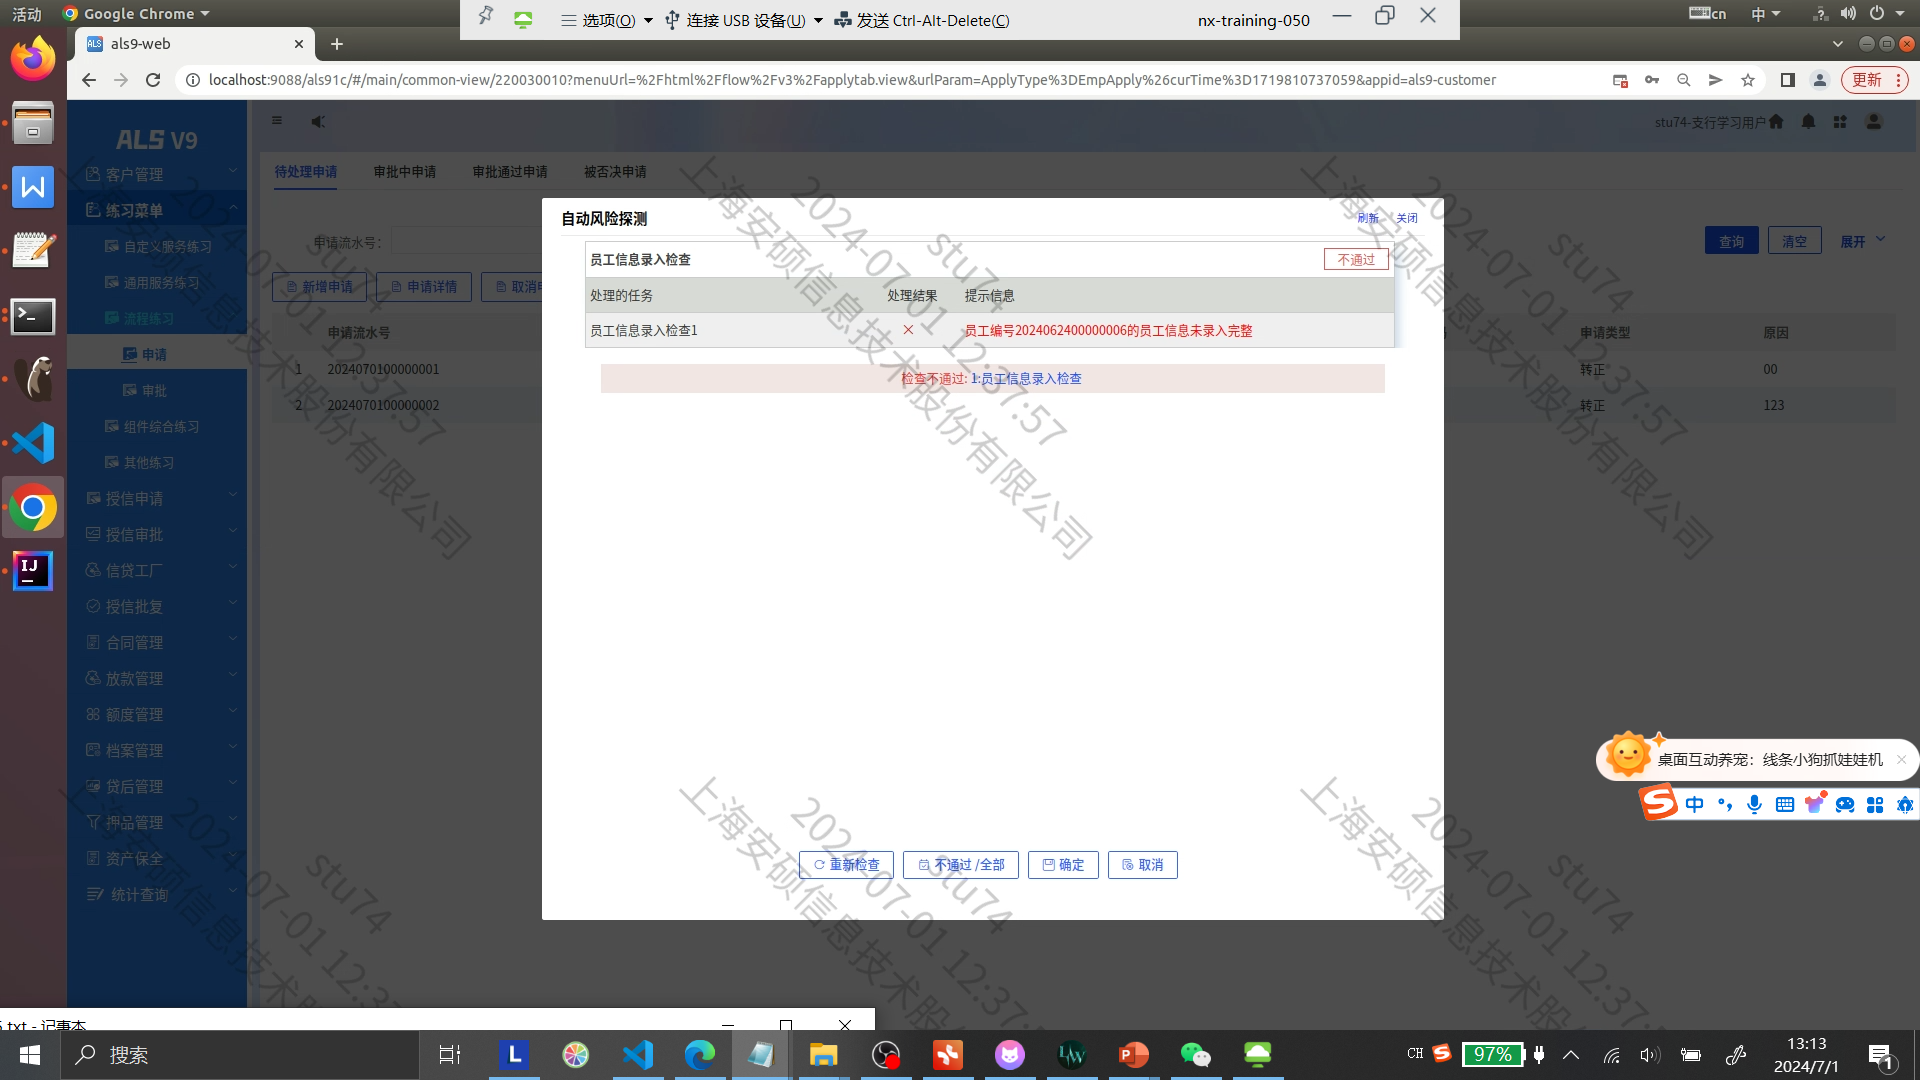 活动
Google Chrome
选项(O)
连接 USB 设备(U)
发送 Ctrl-Alt-Delete(C)
nx-training-050
cn
中
als9-web
localhost:9088/als91c/#/main/common-view/220030010?menuUrl=%2Fhtml%2Fflow%2Fv3%2Fapplytab.view&urlParam=ApplyType%3DEmpApply%26curTime%3D1719810737059&appid=als9-customer
更新
ALS V9
stu74-支行学习用户
客户管理
练习菜单
自定义服务练习
通用服务练习
流程练习
申请
审批
组件综合练习
其他练习
授信申请
授信审批
信贷工厂
授信批复
合同管理
放款管理
额度管理
档案管理
贷后管理
押品管理
资产保全
统计查询
待处理申请
审批中申请
审批通过申请
被否决申请
申请流水号:
查询
清空
展开
新增申请
申请详情
取消申
申请流水号
申请类型
原因
1
2024070100000001
转正
00
2
2024070100000002
转正
123
自动风险探测
刷新
关闭
员工信息录入检查
不通过
处理的任务
处理结果
提示信息
员工信息录入检查1
员工编号2024062400000006的员工信息未录入完整
检查不通过: 1:员工信息录入检查
重新检查
不通过 /全部
确定
取消
上海安硕信息技术股份有限公司
2024-07-01 12:37:57
stu74
桌面互动养宠：线条小狗抓娃娃机
中
5.txt - 记事本
搜索
CH
97%
13:13
2024/7/1
1